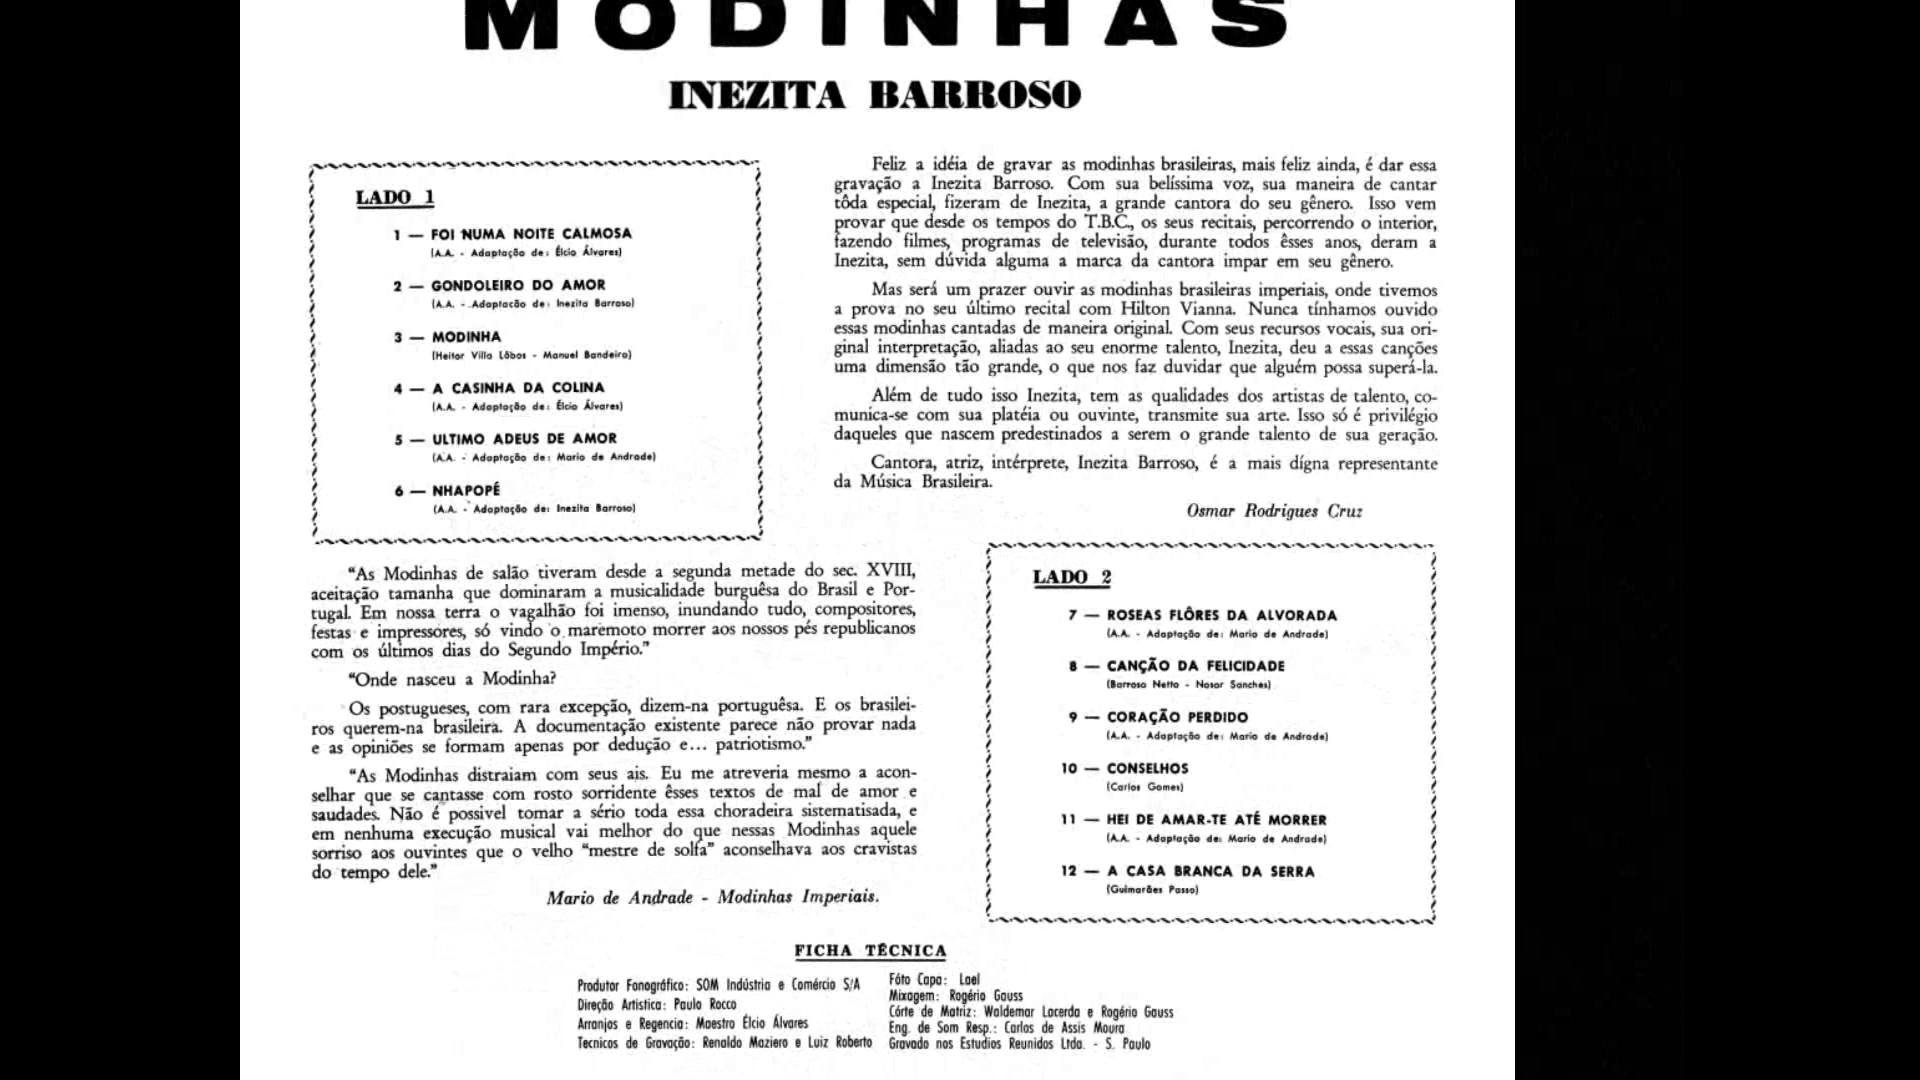 MODINHAS
INEZITA BARROSO
LADO 1
1 — FOI NUMA NOITE CALMOSA
(A.A. - Adaptação de: Élcio Álvares)
2 — GONDOLEIRO DO AMOR
(A.A. - Adaptacão de: Inezita Barroso)
3 — MODINHA
(Heitor Villa Lôbos - Manuel Bandeira)
4 — A CASINHA DA COLINA
(A.A. - Adaptação de: Élcio Álvares)
5 — ULTIMO ADEUS DE AMOR
(A.A. - Adaptação de: Mario de Andrade)
6 — NHAPOPÉ
(A.A. - Adaptação de: Inezita Barroso)
Feliz a idéia de gravar as modinhas brasileiras, mais feliz ainda, é dar essa
gravação a Inezita Barroso. Com sua belíssima voz, sua maneira de cantar
tôda especial, fizeram de Inezita, a grande cantora do seu gênero. Isso vem
provar que desde os tempos do T.B.C., os seus recitais, percorrendo o interior,
fazendo filmes, programas de televisão, durante todos êsses anos, deram a
Inezita, sem dúvida alguma a marca da cantora impar em seu gênero.
Mas será um prazer ouvir as modinhas brasileiras imperiais, onde tivemos
a prova no seu último recital com Hilton Vianna. Nunca tínhamos ouvido
essas modinhas cantadas de maneira original. Com seus recursos vocais, sua ori-
ginal interpretação, aliadas ao seu enorme talento, Inezita, deu a essas canções
uma dimensão tão grande, o que nos faz duvidar que alguém possa superá-la.
Além de tudo isso Inezita, tem as qualidades dos artistas de talento, co-
munica-se com sua platéia ou ouvinte, transmite sua arte. Isso só é privilégio
daqueles que nascem predestinados a serem o grande talento de sua geração.
Cantora, atriz, intérprete, Inezita Barroso, é a mais dígna representante
da Música Brasileira.
Osmar Rodrigues Cruz
"As Modinhas de salão tiveram desde a segunda metade do sec. XVIII,
aceitação tamanha que dominaram a musicalidade burguêsa do Brasil e Por-
tugal. Em nossa terra o vagalhão foi imenso, inundando tudo, compositores,
festas e impressores, só vindo o maremoto morrer aos nossos pés republicanos
com os últimos dias do Segundo Império."
"Onde nasceu a Modinha?
Os postugueses, com rara excepção, dizem-na portuguêsa. E os brasilei-
ros querem-na brasileira. A documentação existente parece não provar nada
e as opiniões se formam apenas por dedução e... patriotismo."
"As Modinhas distraiam com seus ais. Eu me atreveria mesmo a acon-
selhar que se cantasse com rosto sorridente êsses textos de mal de amor e
saudades. Não é possivel tomar a sério toda essa choradeira sistematisada, e
em nenhuma execução musical vai melhor do que nessas Modinhas aquele
sorriso aos ouvintes que o velho "mestre de solfa" aconselhava aos cravistas
do tempo dele."
Mario de Andrade - Modinhas Imperiais.
LADO 2
7 — ROSEAS FLÔRES DA ALVORADA
(A.A. - Adaptação de: Mario de Andrade)
8 — CANÇÃO DA FELICIDADE
(Barroso Netto - Nosor Sanches)
9 — CORAÇÃO PERDIDO
(A.A. - Adaptação de: Mario de Andrade)
10 — CONSELHOS
(Carlos Gomes)
11 — HEI DE AMAR-TE ATÉ MORRER
(A.A. - Adaptação de: Mario de Andrade)
12 — A CASA BRANCA DA SERRA
(Guimarães Passo)
FICHA TÉCNICA
Produtor Fonográfico: SOM Indústria e Comércio S/A
Direção Artistica: Paulo Rocco
Arranjos e Regencia: Maestro Élcio Álvares
Tecnicos de Gravação: Renaldo Maziero e Luiz Roberto
Fóto Capa: Lael
Mixagem: Rogério Gauss
Córte de Matriz: Waldemar Lacerda e Rogério Gauss
Eng. de Som Resp.: Carlos de Assis Moura
Gravado nos Estudios Reunidos Ltda. - S. Paulo